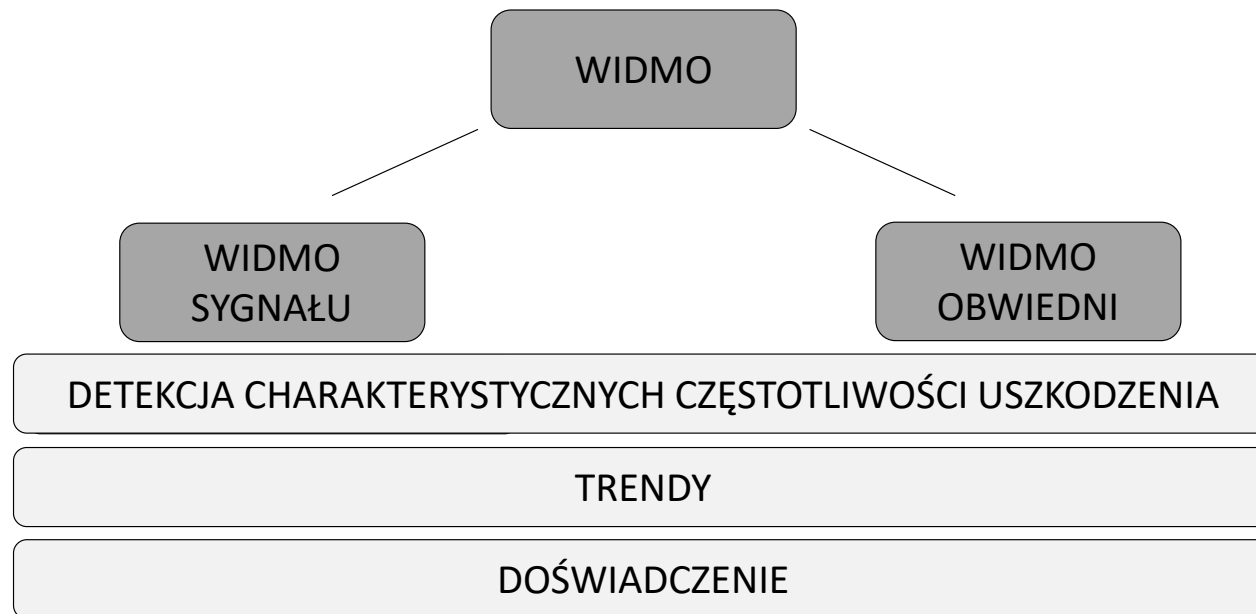 WIDMO
WIDMO
SYGNAŁU
WIDMO
OBWIEDNI
DETEKCJA CHARAKTERYSTYCZNYCH CZĘSTOTLIWOŚCI USZKODZENIA
TRENDY
DOŚWIADCZENIE